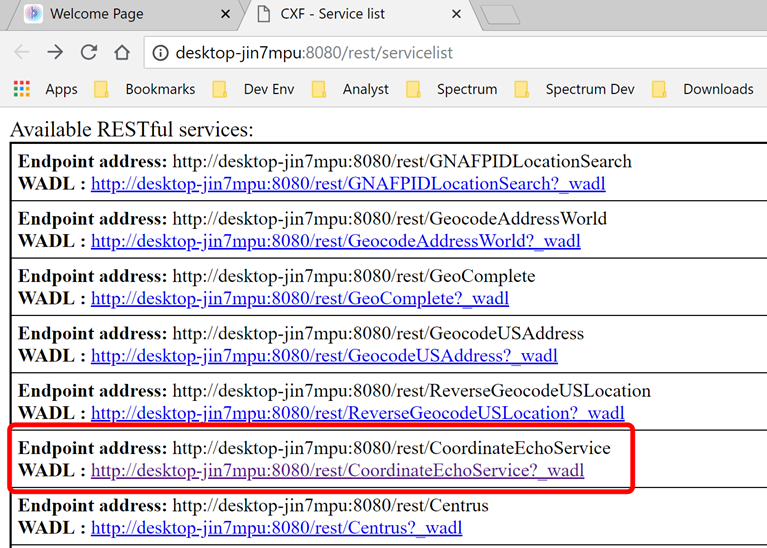 Welcome Page
CXF - Service list
desktop-jin7mpu:8080/rest/servicelist
Apps Bookmarks Dev Env Analyst Spectrum Spectrum Dev Downloads
Available RESTful services:
Endpoint address: http://desktop-jin7mpu:8080/rest/GNAFPIDLocationSearch
WADL : http://desktop-jin7mpu:8080/rest/GNAFPIDLocationSearch?_wadl
Endpoint address: http://desktop-jin7mpu:8080/rest/GeocodeAddressWorld
WADL : http://desktop-jin7mpu:8080/rest/GeocodeAddressWorld?_wadl
Endpoint address: http://desktop-jin7mpu:8080/rest/GeoComplete
WADL : http://desktop-jin7mpu:8080/rest/GeoComplete?_wadl
Endpoint address: http://desktop-jin7mpu:8080/rest/GeocodeUSAddress
WADL : http://desktop-jin7mpu:8080/rest/GeocodeUSAddress?_wadl
Endpoint address: http://desktop-jin7mpu:8080/rest/ReverseGeocodeUSLocation
WADL : http://desktop-jin7mpu:8080/rest/ReverseGeocodeUSLocation?_wadl
Endpoint address: http://desktop-jin7mpu:8080/rest/CoordinateEchoService
WADL : http://desktop-jin7mpu:8080/rest/CoordinateEchoService?_wadl
Endpoint address: http://desktop-jin7mpu:8080/rest/Centrus
WADL : http://desktop-jin7mpu:8080/rest/Centrus?_wadl